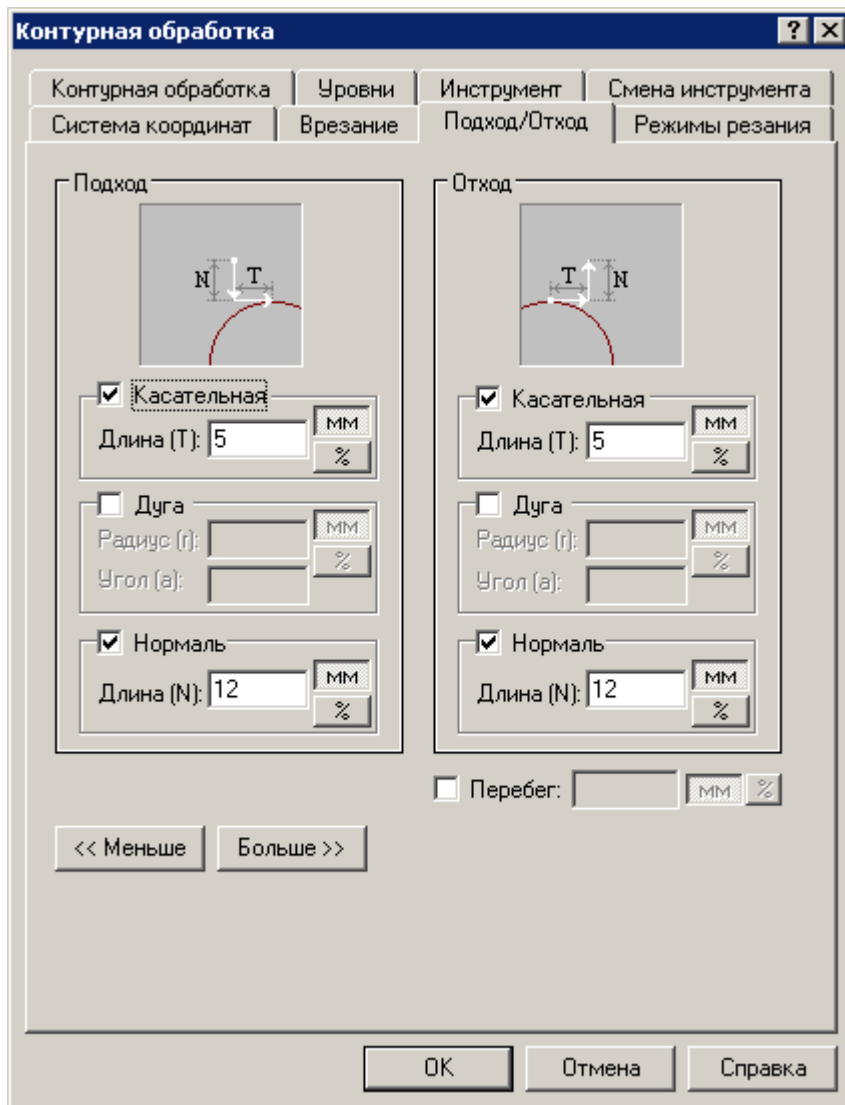 Контурная обработка
Контурная обработка Уровни Инструмент Смена инструмента
Система координат Врезание Подход/Отход Режимы резания
Подход
N T
Касательная
Длина (T): 5 мм %
Дуга
Радиус (r): мм %
Угол (a):
Нормаль
Длина (N): 12 мм %
Отход
T N
Касательная
Длина (T): 5 мм %
Дуга
Радиус (r): мм %
Угол (a):
Нормаль
Длина (N): 12 мм %
Перебег: мм %
<< Меньше Больше >>
OK Отмена Справка